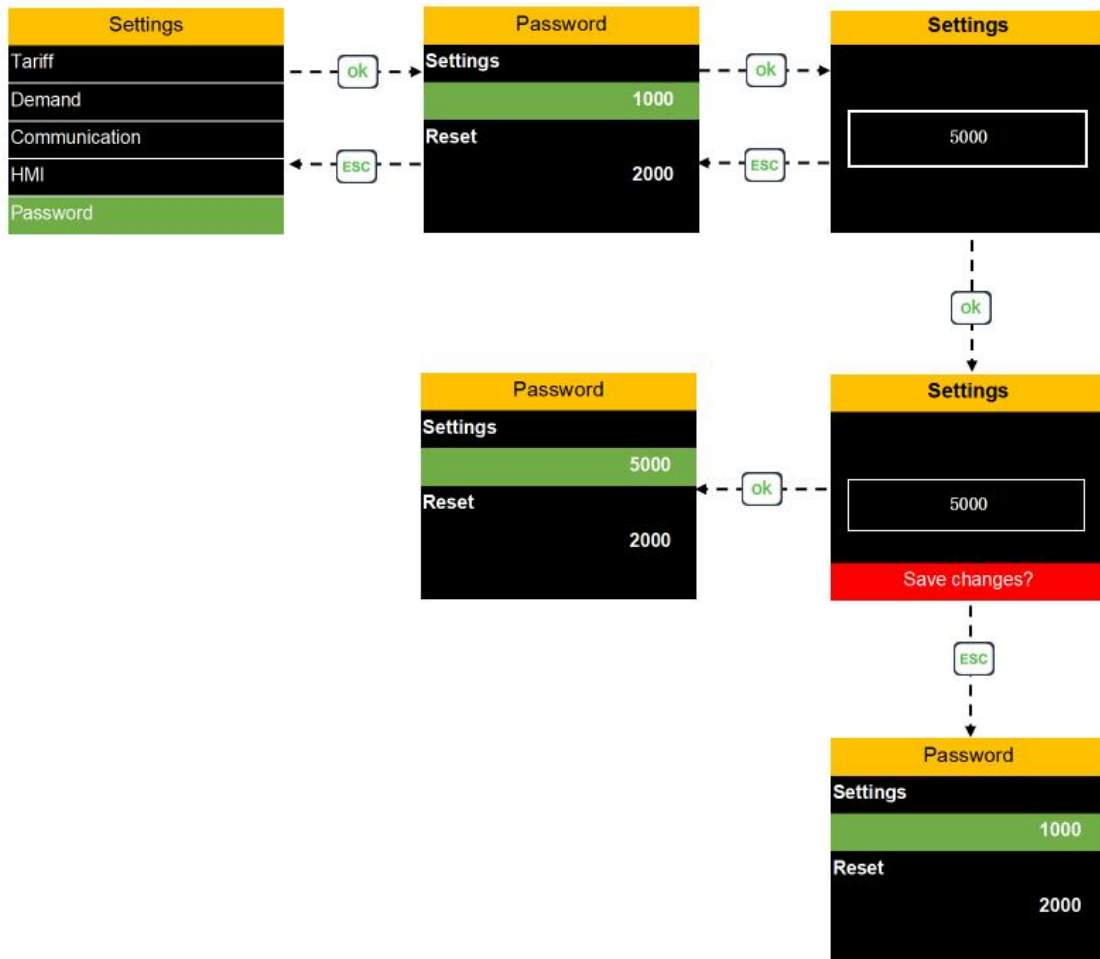 Settings
Tariff
Demand
Communication
HMI
Password
ok
ESC
Password
Settings
1000
Reset
2000
ok
ESC
Settings
5000
ok
Settings
5000
Save changes?
ok
Password
Settings
5000
Reset
2000
ESC
Password
Settings
1000
Reset
2000